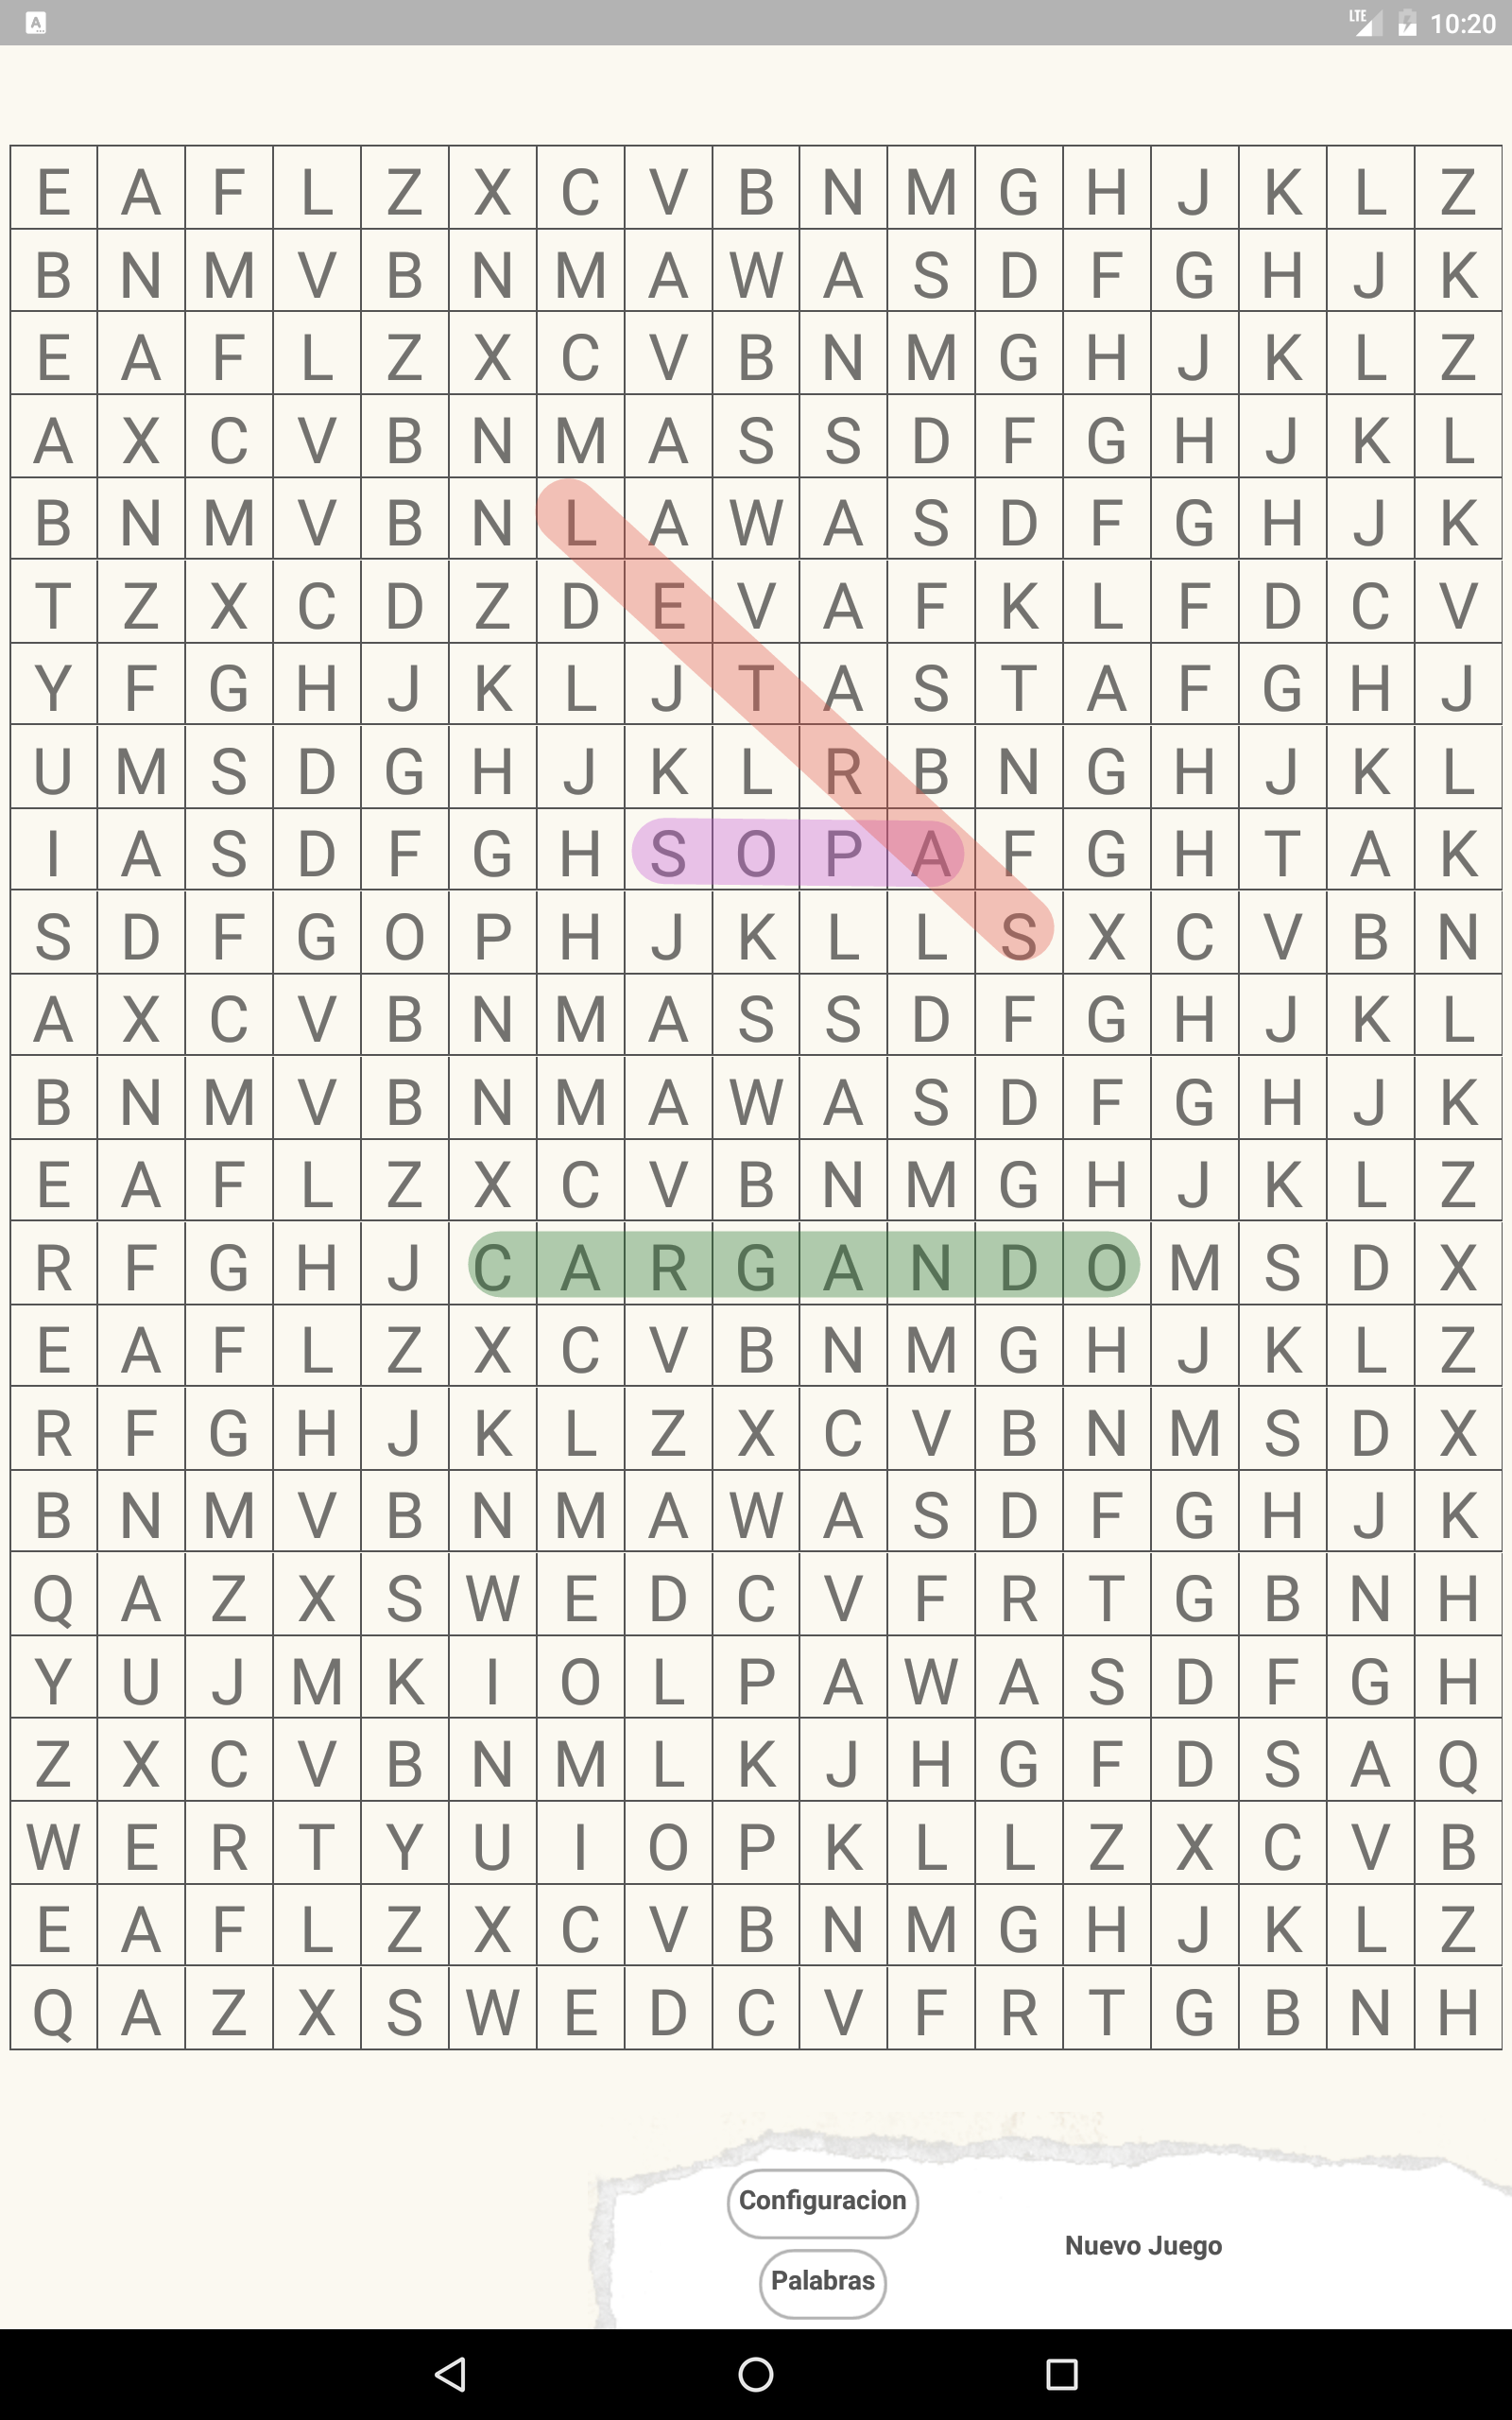 LTE 10:20
E A F L Z X C V B N M G H J K L Z
B N M V B N M A W A S D F G H J K
E A F L Z X C V B N M G H J K L Z
A X C V B N M A S S D F G H J K L
B N M V B N L A W A S D F G H J K
T Z X C D Z D E V A F K L F D C V
Y F G H J K L J T A S T A F G H J
U M S D G H J K L R B N G H J K L
I A S D F G H S O P A F G H T A K
S D F G O P H J K L L S X C V B N
A X C V B N M A S S D F G H J K L
B N M V B N M A W A S D F G H J K
E A F L Z X C V B N M G H J K L Z
R F G H J C A R G A N D O M S D X
E A F L Z X C V B N M G H J K L Z
R F G H J K L Z X C V B N M S D X
B N M V B N M A W A S D F G H J K
Q A Z X S W E D C V F R T G B N H
Y U J M K I O L P A W A S D F G H
Z X C V B N M L K J H G F D S A Q
W E R T Y U I O P K L L Z X C V B
E A F L Z X C V B N M G H J K L Z
Q A Z X S W E D C V F R T G B N H
Configuracion
Nuevo Juego
Palabras